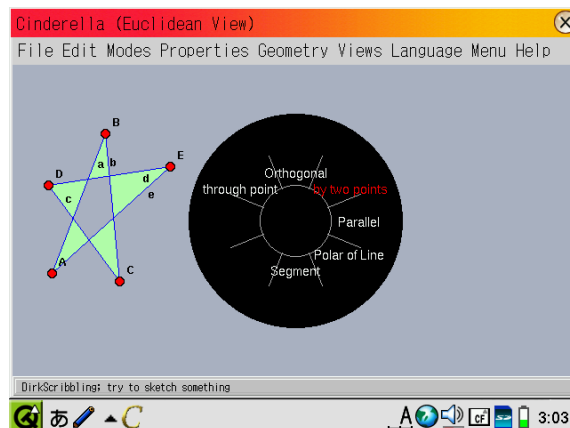 Cinderella (Euclidean View)
File Edit Modes Properties Geometry Views Language Menu Help
B
a b
E
D
d
c
e
A
C
Orthogonal
through point
by two points
Parallel
Polar of Line
Segment
DirkScribbling: try to sketch something
あ
C
A
CF
3:03